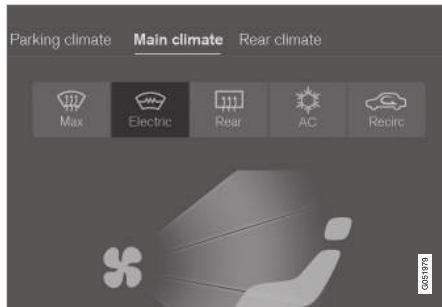 Parking climate Main climate Rear climate
Max Electric Rear AC Recirc
G051979